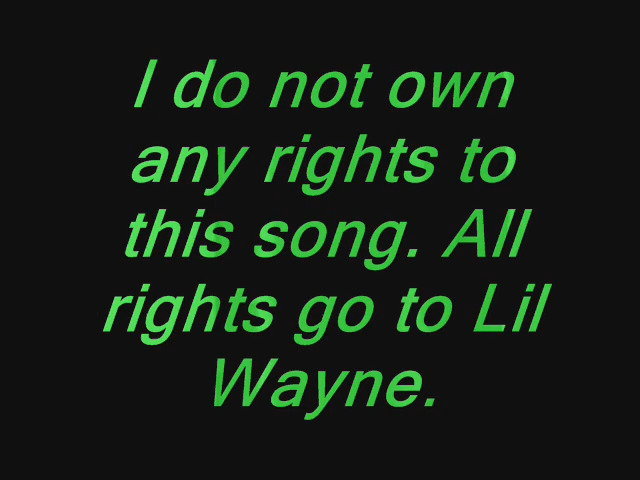 I do not own
any rights to
this song. All
rights go to Lil
Wayne.